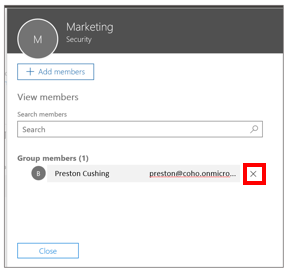 M
Marketing
Security
+ Add members
View members
Search members
Search
Group members (1)
B Preston Cushing preston@coho.onmicro...
Close